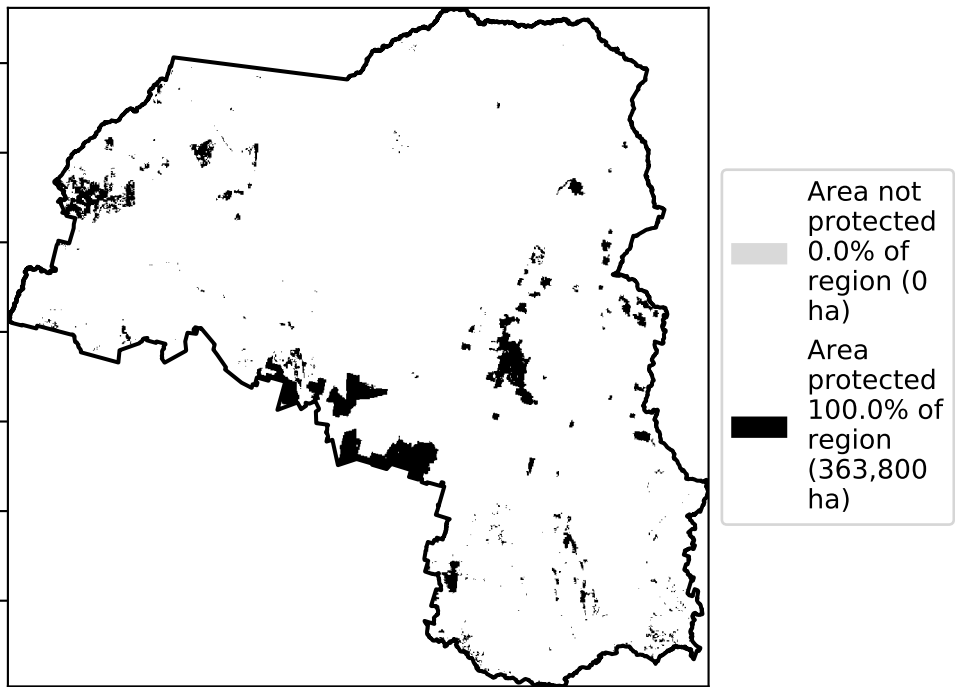 Area not
protected
0.0% of
region (0
ha)
Area
protected
100.0% of
region
(363,800
ha)